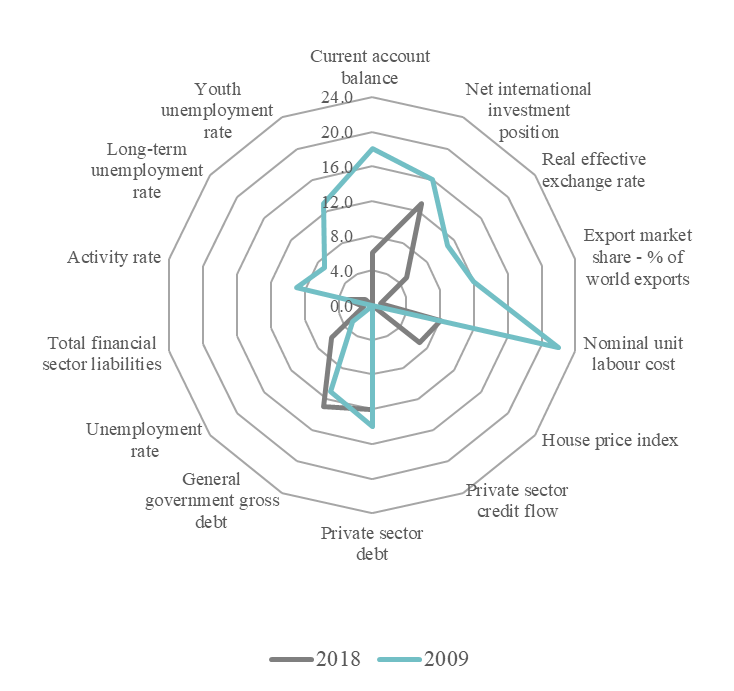 Current account
balance
Net international
investment
position
Real effective
exchange rate
Export market
share - % of
world exports
Nominal unit
labour cost
House price index
Private sector
credit flow
Private sector
debt
General
government gross
debt
Unemployment
rate
Total financial
sector liabilities
Activity rate
Long-term
unemployment
rate
Youth
unemployment
rate
24.0
20.0
16.0
12.0
8.0
4.0
0.0
2018
2009